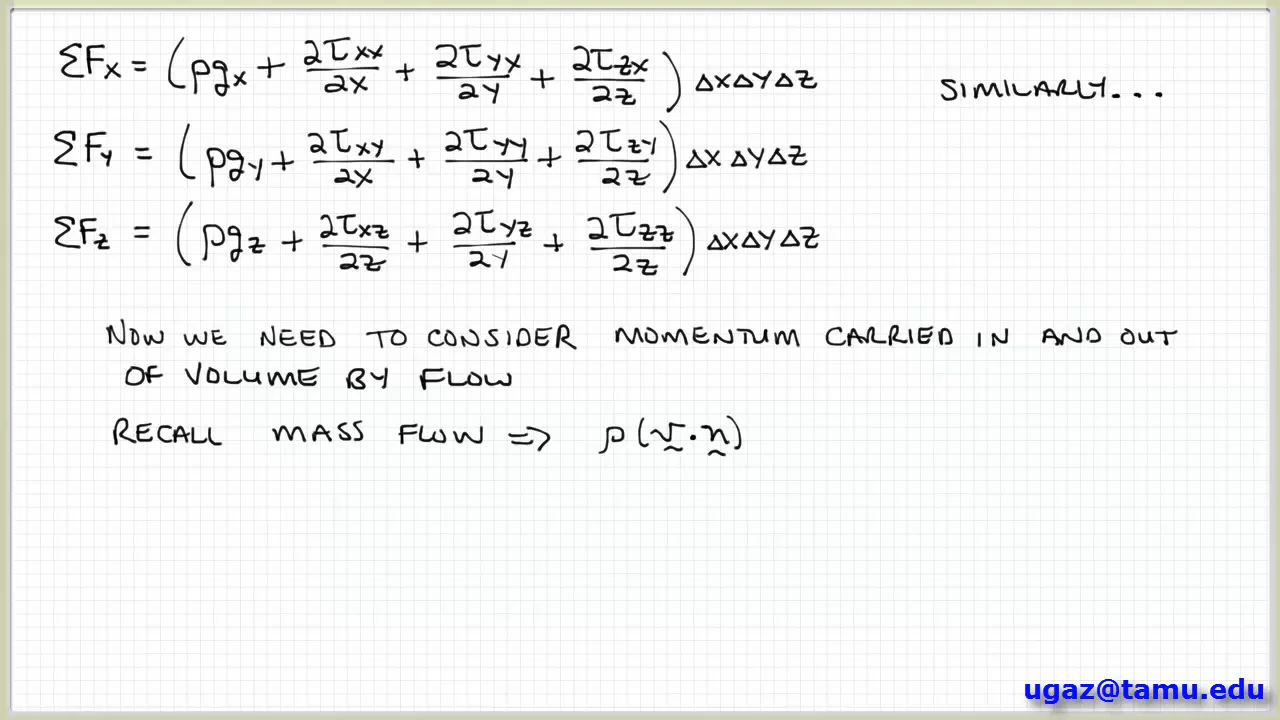 ΣFx = (ρgx + ∂τxx/∂x + ∂τyx/∂y + ∂τzx/∂z) ΔxΔyΔz SIMILARLY...
ΣFy = (ρgy + ∂τxy/∂x + ∂τyy/∂y + ∂τzy/∂z) Δx ΔyΔz
ΣFz = (ρgz + ∂τxz/∂z + ∂τyz/∂y + ∂τzz/∂z) ΔxΔyΔz
NOW WE NEED TO CONSIDER MOMENTUM CARRIED IN AND OUT
OF VOLUME BY FLOW
RECALL MASS FLOW => ρ(v·n)
ugaz@tamu.edu